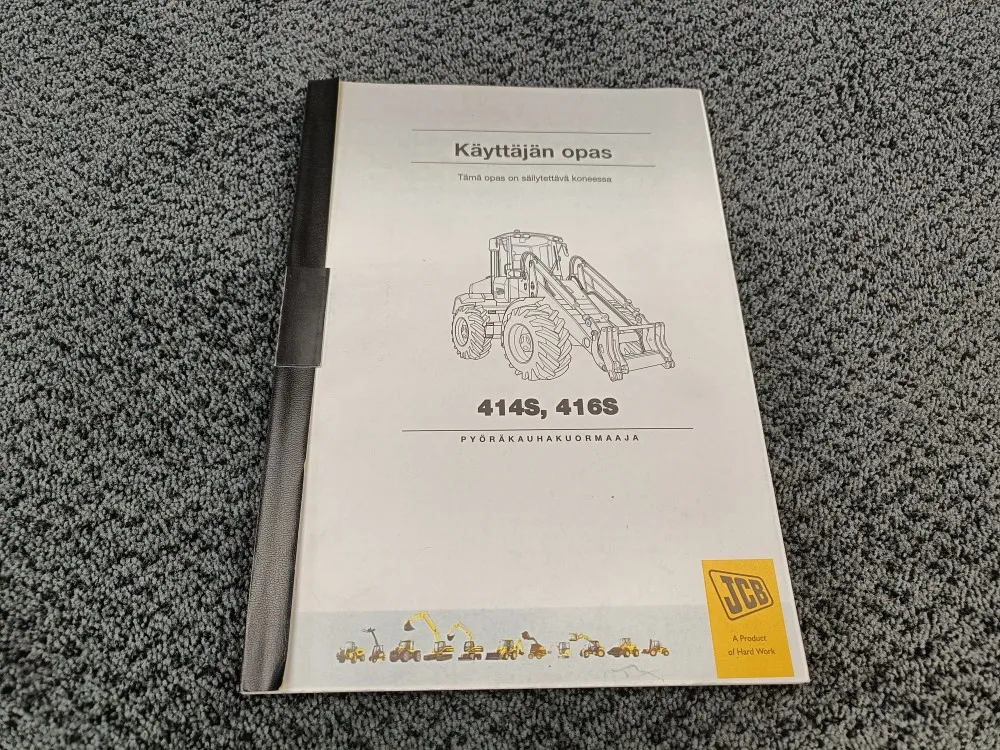 Käyttäjän opas
Tämä opas on säilytettävä koneessa
414S, 416S
PYÖRÄKAUHAKUORMAAJA
JCB
A Product
of Hard Work